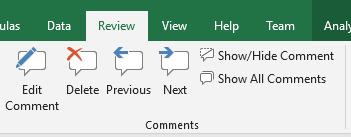 ulas Data Review View Help Team Analy
Edit Comment Delete Previous Next Show/Hide Comment
Show All Comments
Comments